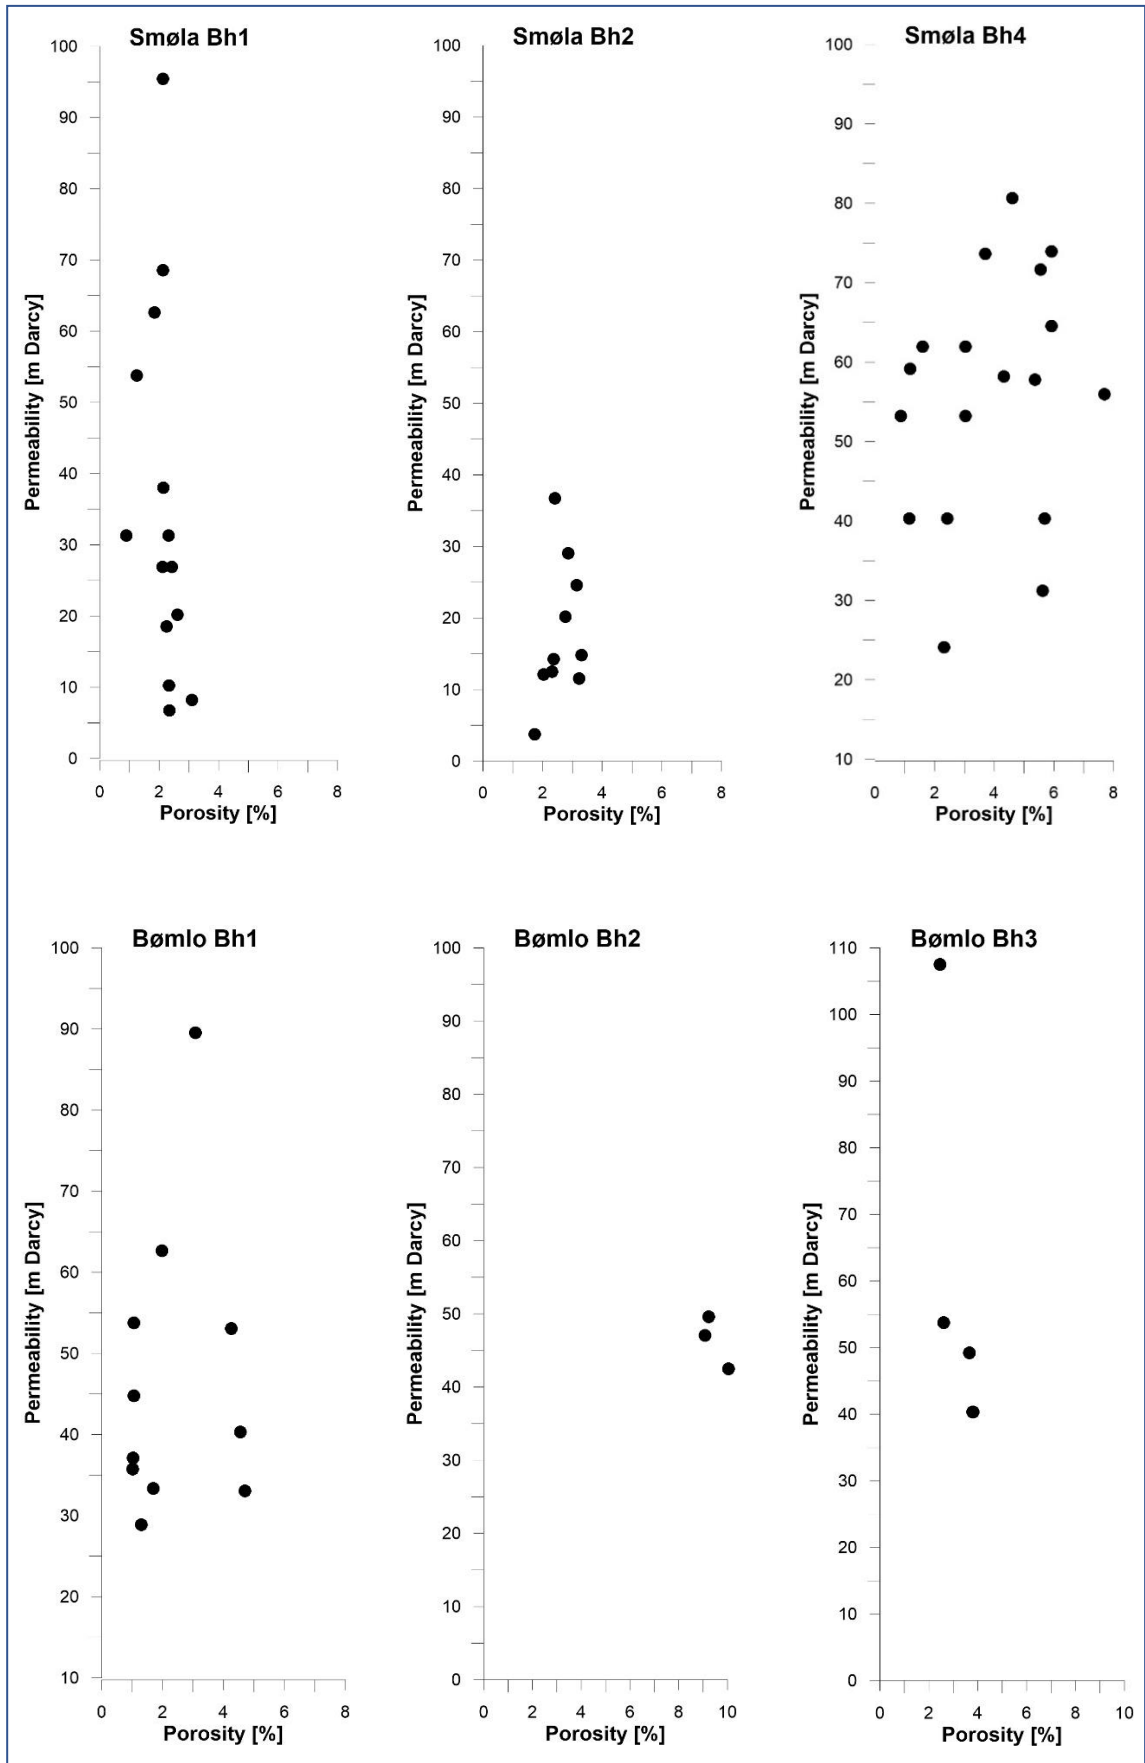 Smøla Bh1
Permeability [m Darcy]
100
90
80
70
60
50
40
30
20
10
0
0 2 4 6 8
Porosity [%]
Smøla Bh2
Permeability [m Darcy]
100
90
80
70
60
50
40
30
20
10
0
0 2 4 6 8
Porosity [%]
Smøla Bh4
Permeability [m Darcy]
100
90
80
70
60
50
40
30
20
10
0 2 4 6 8
Porosity [%]
Bømlo Bh1
Permeability [m Darcy]
100
90
80
70
60
50
40
30
20
10
0 2 4 6 8
Porosity [%]
Bømlo Bh2
Permeability [m Darcy]
100
90
80
70
60
50
40
30
20
10
0
0 2 4 6 8 10
Porosity [%]
Bømlo Bh3
Permeability [m Darcy]
110
100
90
80
70
60
50
40
30
20
10
0
0 2 4 6 8 10
Porosity [%]